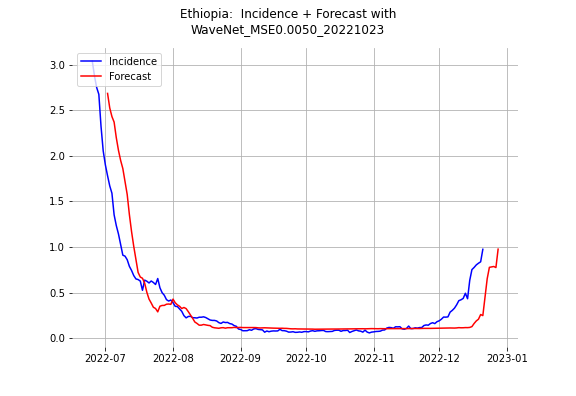 Ethiopia:  Incidence + Forecast with
WaveNet_MSE0.0050_20221023
Incidence
Forecast
3.0
2.5
2.0
1.5
1.0
0.5
0.0
2022-07 2022-08 2022-09 2022-10 2022-11 2022-12 2023-01